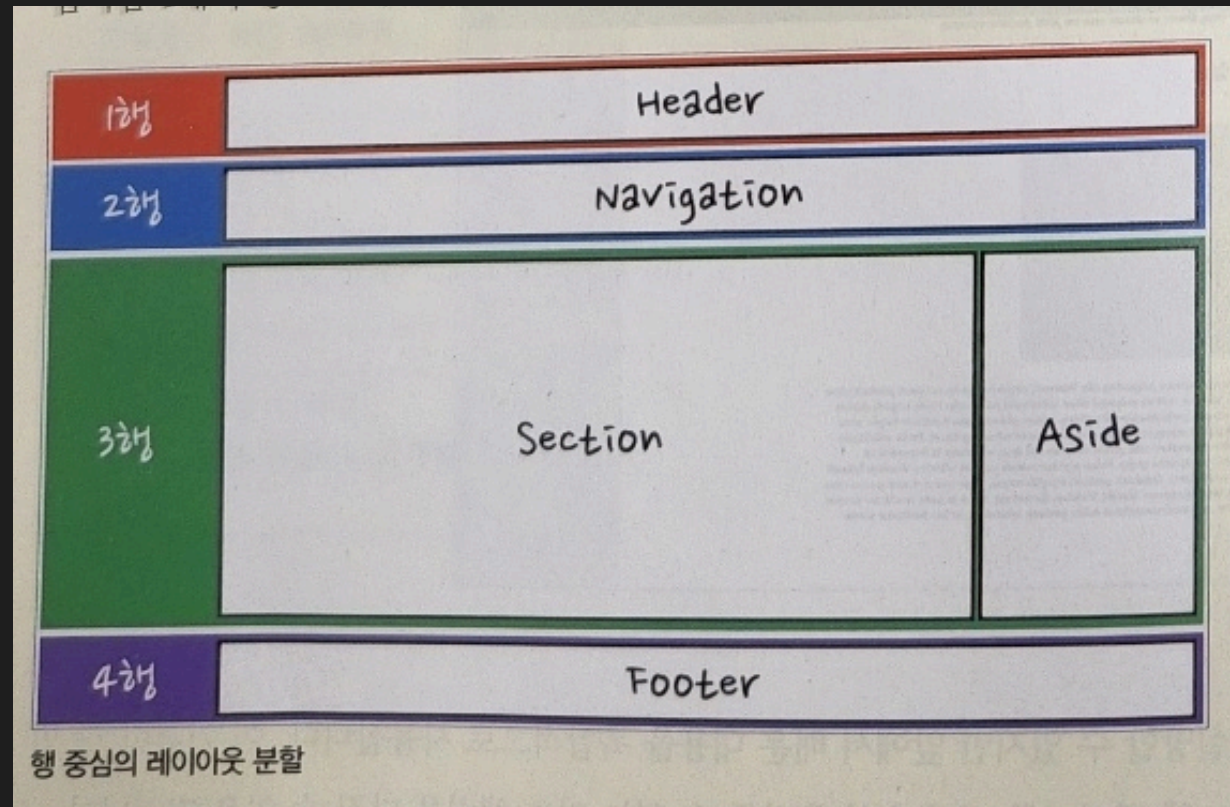 1행
Header
2행
Navigation
3행
Section
Aside
4행
Footer
행 중심의 레이아웃 분할